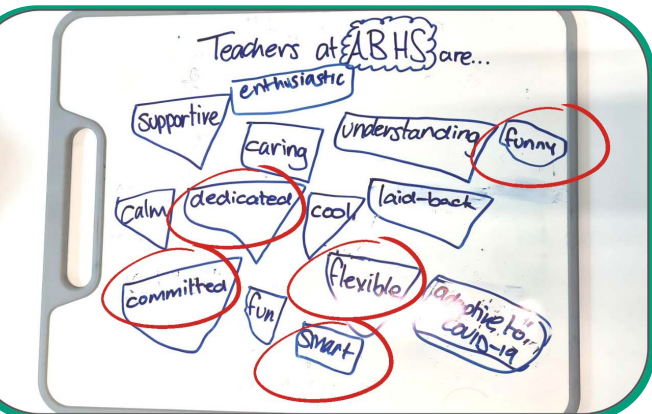 Teachers at ABHS are...
enthusiastic
supportive
caring
understanding
funny
calm
dedicated
cool
laid-back
committed
fun
flexible
smart
"adaptive to"
COVID-19